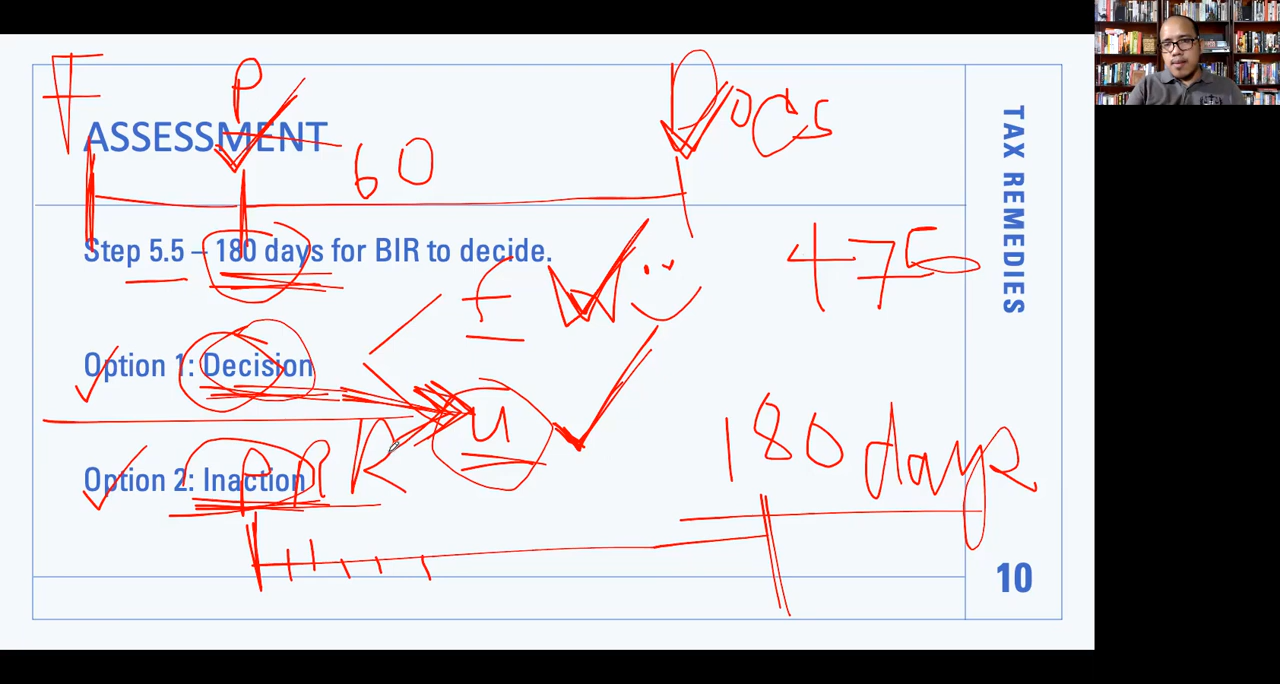 F
P
Docs
ASSESSMENT
60
Step 5.5 – 180 days for BIR to decide.
f
W
475
Option 1: Decision
u
180 days
R
Option 2: Inaction
P
TAX REMEDIES
10